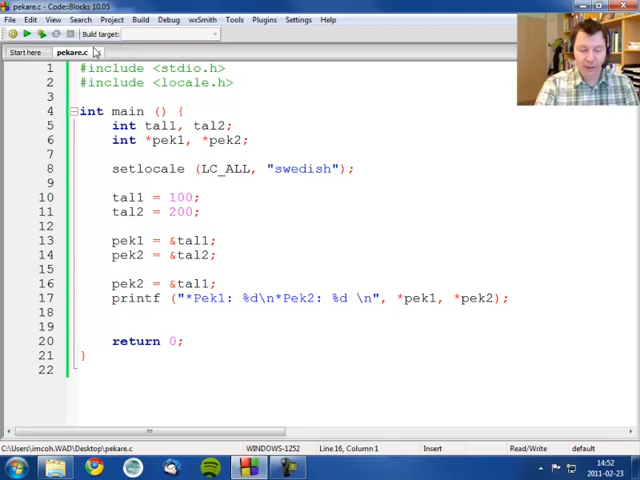 pekare.c - Code::Blocks 10.05
File Edit View Search Project Build Debug wxSmith Tools Plugins Settings Help
Build target:
Start here pekare.c
1 #include <stdio.h>
2 #include <locale.h>
3
4 int main () {
5 int tal1, tal2;
6 int *pek1, *pek2;
7
8 setlocale (LC_ALL, "swedish");
9
10 tal1 = 100;
11 tal2 = 200;
12
13 pek1 = &tal1;
14 pek2 = &tal2;
15
16 pek2 = &tal1;
17 printf ("*Pek1: %d\n*Pek2: %d \n", *pek1, *pek2);
18
19
20 return 0;
21 }
22
C:\Users\imcoh.WAD\Desktop\pekare.c WINDOWS-1252 Line 16, Column 1 Insert Read/Write default
14:52
2011-02-23